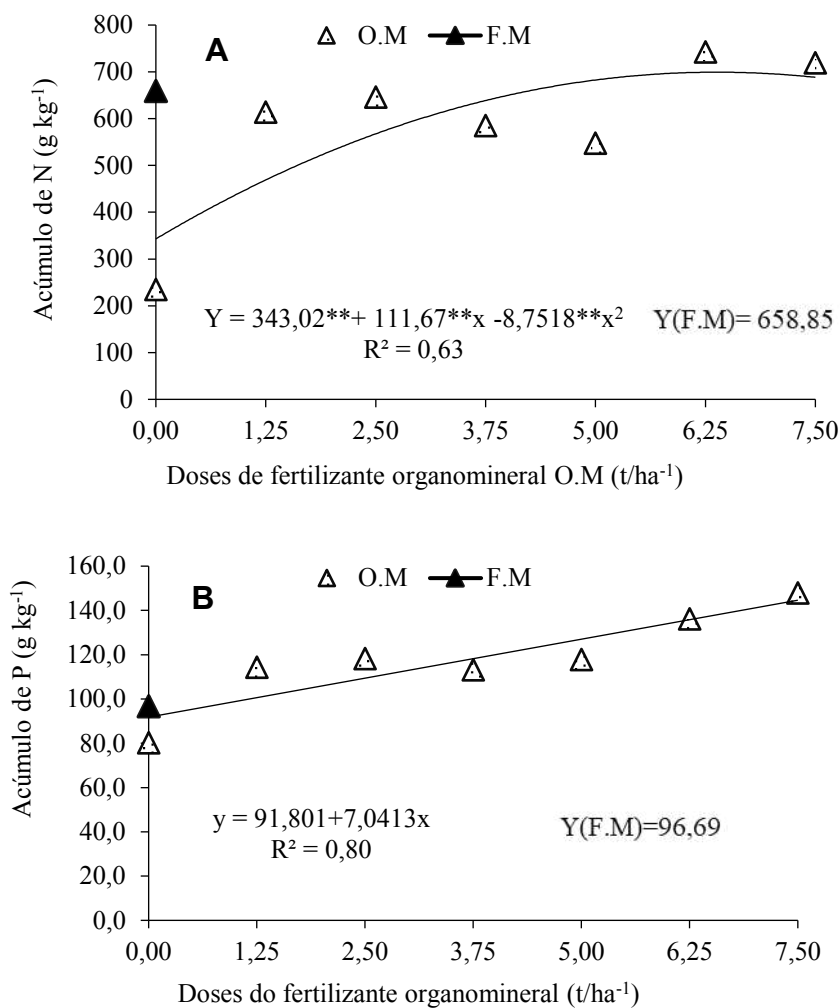 A
O.M F.M
Acúmulo de N (g kg⁻¹)
800
700
600
500
400
300
200
100
0
Y = 343,02**+ 111,67**x -8,7518**x² Y(F.M)= 658,85
R² = 0,63
0,00 1,25 2,50 3,75 5,00 6,25 7,50
Doses de fertilizante organomineral O.M (t/ha⁻¹)
B
O.M F.M
Acúmulo de P (g kg⁻¹)
160,0
140,0
120,0
100,0
80,0
60,0
40,0
20,0
0,0
y = 91,801+7,0413x Y(F.M)=96,69
R² = 0,80
0,00 1,25 2,50 3,75 5,00 6,25 7,50
Doses do fertilizante organomineral (t/ha⁻¹)